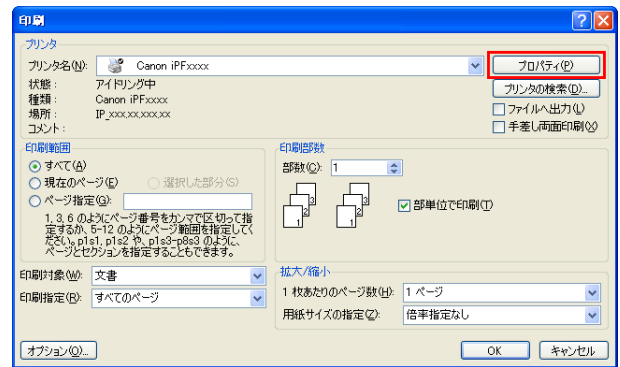 印刷
プリンタ
プリンタ名(N): Canon iPFxxxx プロパティ(P)
状態: アイドリング中 プリンタの検索(D)...
種類: Canon iPFxxxx ファイルへ出力(L)
場所: IP_xxx,xx,xxx,xx 手差し両面印刷(X)
コメント:
印刷範囲
すべて(A)
現在のページ(E) 選択した部分(S)
ページ指定(G):
1, 3, 6 のようにページ番号をカンマで区切って指
定するか、5-12 のようにページ範囲を指定してく
ださい。p1s1, p1s2 や、p1s3-p8s3 のように、
ページとセクションを指定することもできます。
印刷部数
部数(C): 1
1 2 3 1 2 3 部単位で印刷(T)
印刷対象(W): 文書
印刷指定(R): すべてのページ
拡大/縮小
1 枚あたりのページ数(H): 1 ページ
用紙サイズの指定(Z): 倍率指定なし
オプション(O)... OK キャンセル